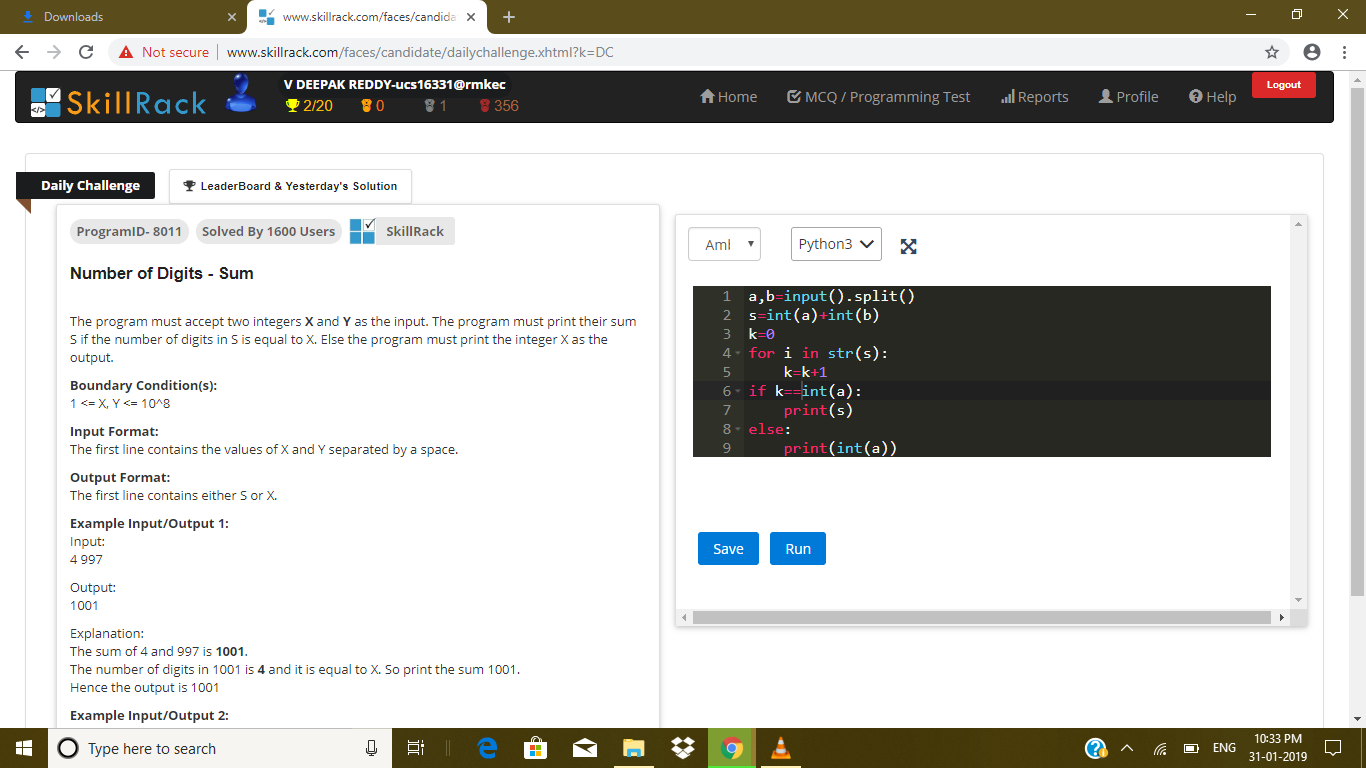 Downloads
www.skillrack.com/faces/candida
Not secure www.skillrack.com/faces/candidate/dailychallenge.xhtml?k=DC
SkillRack
V DEEPAK REDDY-ucs16331@rmkec
2/20 0 1 356
Home MCQ / Programming Test Reports Profile Help Logout
Daily Challenge LeaderBoard & Yesterday's Solution
ProgramID- 8011 Solved By 1600 Users SkillRack
Number of Digits - Sum
The program must accept two integers X and Y as the input. The program must print their sum
S if the number of digits in S is equal to X. Else the program must print the integer X as the
output.
Boundary Condition(s):
1 <= X, Y <= 10^8
Input Format:
The first line contains the values of X and Y separated by a space.
Output Format:
The first line contains either S or X.
Example Input/Output 1:
Input:
4 997
Output:
1001
Explanation:
The sum of 4 and 997 is 1001.
The number of digits in 1001 is 4 and it is equal to X. So print the sum 1001.
Hence the output is 1001
Example Input/Output 2:
AmI Python3
1 a,b=input().split()
2 s=int(a)+int(b)
3 k=0
4 for i in str(s):
5 k=k+1
6 if k==int(a):
7 print(s)
8 else:
9 print(int(a))
Save Run
Type here to search
ENG
10:33 PM
31-01-2019